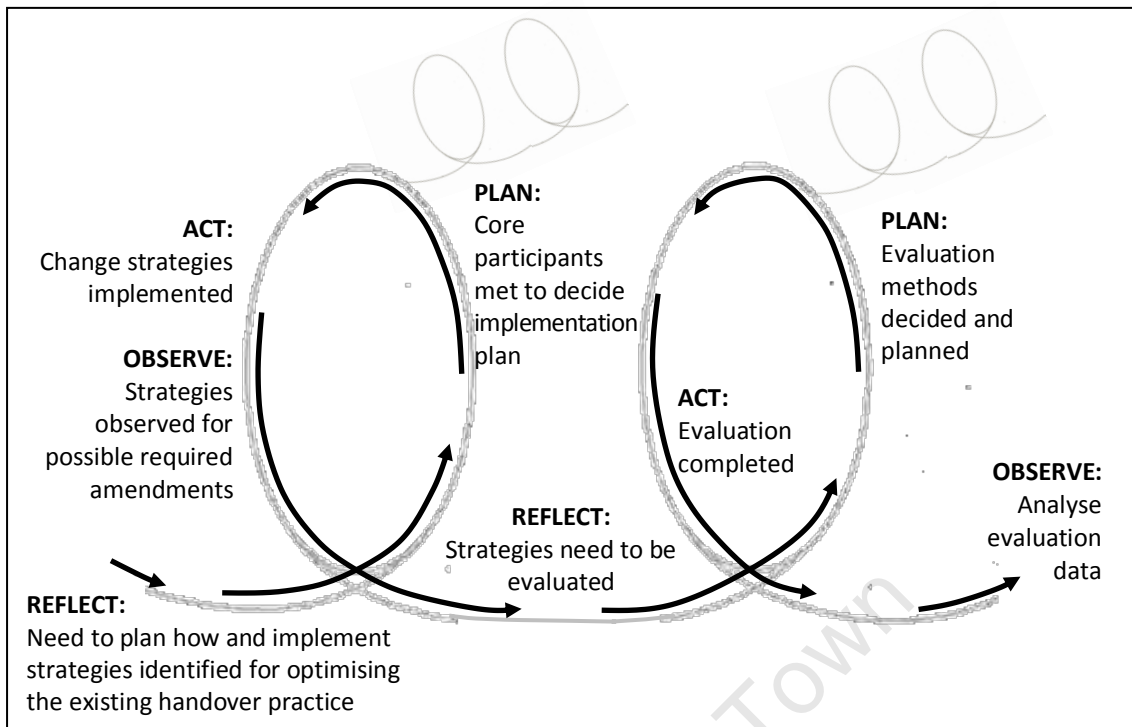 ACT:
Change strategies
implemented
OBSERVE:
Strategies
observed for
possible required
amendments
REFLECT:
Need to plan how and implement
strategies identified for optimising
the existing handover practice
PLAN:
Core
participants
met to decide
implementation
plan
REFLECT:
Strategies need to be
evaluated
ACT:
Evaluation
completed
PLAN:
Evaluation
methods
decided and
planned
OBSERVE:
Analyse
evaluation
data
Town